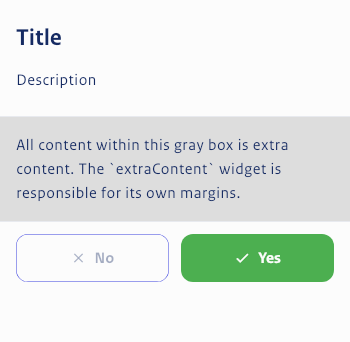 Title
Description
All content within this gray box is extra
content. The `extraContent` widget is
responsible for its own margins.
No
Yes